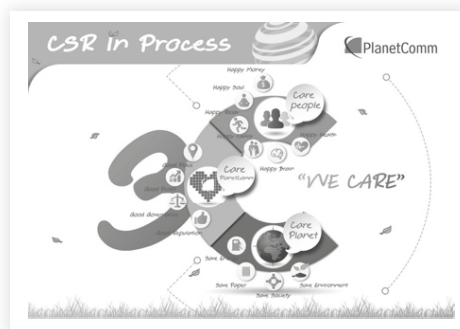 CSR in Process
PlanetComm
Happy Money
Happy Soul
Care
people
Happy Health
Happy Brain
Care
PlanetComm
"WE CARE"
3C
Good Governance
Good Reputation
Care
Planet
Save Paper
Save Environment
Save Society